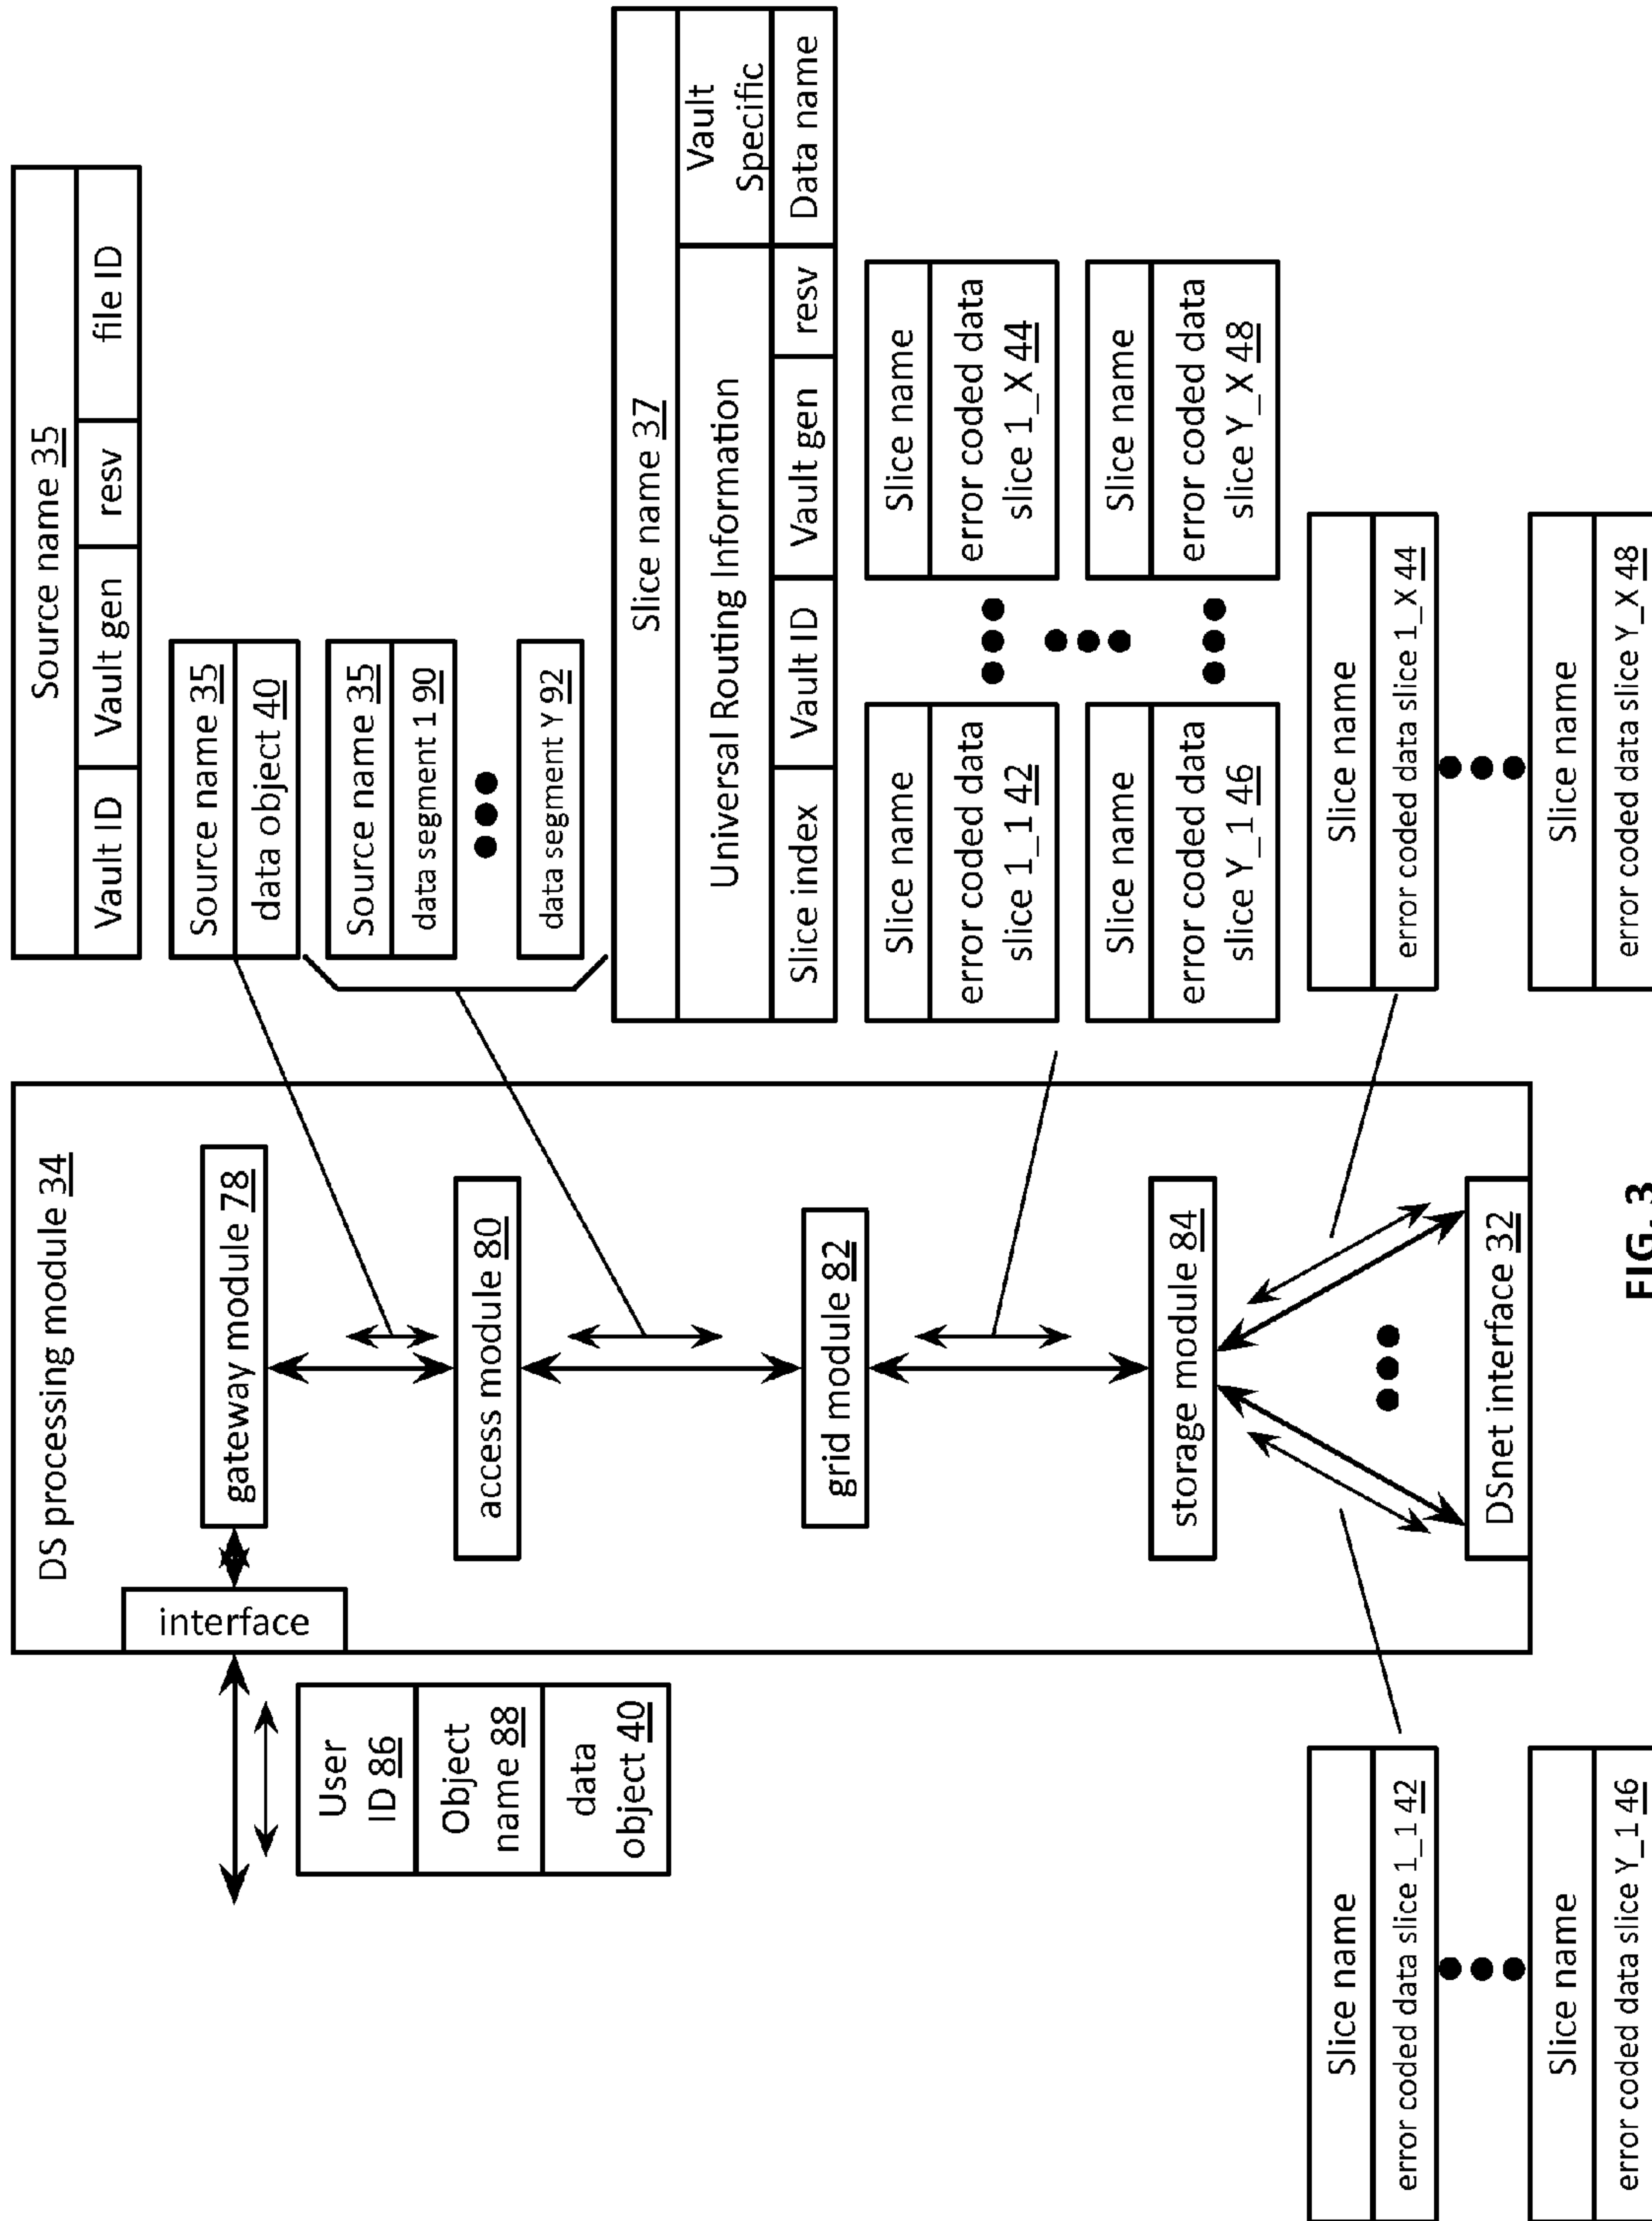 DS processing module 34
interface
gateway module 78
access module 80
grid module 82
storage module 84
DSnet interface 32
User
ID 86
Object
name 88
data
object 40
Source name 35
Vault ID
Vault gen
resv
file ID
Source name 35
data object 40
Source name 35
data segment 1 90
data segment Y 92
Slice name 37
Universal Routing Information
Vault
Specific
Slice index
Vault ID
Vault gen
resv
Data name
Slice name
error coded data
slice 1_1 42
Slice name
error coded data
slice 1_X 44
Slice name
error coded data
slice Y_1 46
Slice name
error coded data
slice Y_X 48
Slice name
error coded data slice 1_1 42
Slice name
error coded data slice Y_1 46
Slice name
error coded data slice 1_X 44
Slice name
error coded data slice Y_X 48
FIG. 3